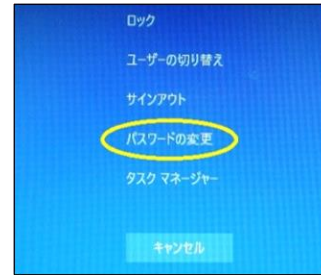 ロック
ユーザーの切り替え
サインアウト
パスワードの変更
タスク マネージャー
キャンセル